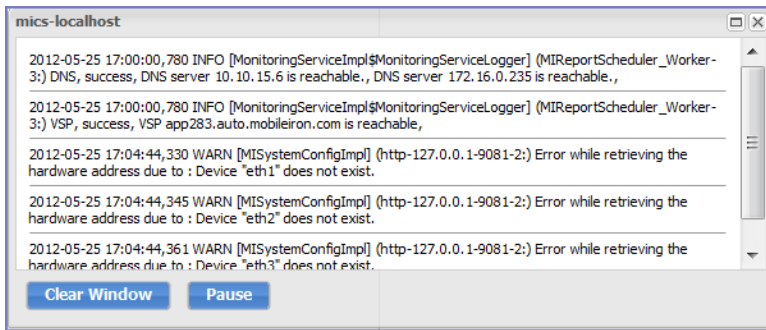 mics-localhost
2012-05-25 17:00:00,780 INFO [MonitoringServiceImpl$MonitoringServiceLogger] (MIReportScheduler_Worker-
3:) DNS, success, DNS server 10.10.15.6 is reachable., DNS server 172.16.0.235 is reachable.,
2012-05-25 17:00:00,780 INFO [MonitoringServiceImpl$MonitoringServiceLogger] (MIReportScheduler_Worker-
3:) VSP, success, VSP app283.auto.mobileiron.com is reachable,
2012-05-25 17:04:44,330 WARN [MISystemConfigImpl] (http-127.0.0.1-9081-2:) Error while retrieving the
hardware address due to : Device "eth1" does not exist.
2012-05-25 17:04:44,345 WARN [MISystemConfigImpl] (http-127.0.0.1-9081-2:) Error while retrieving the
hardware address due to : Device "eth2" does not exist.
2012-05-25 17:04:44,361 WARN [MISystemConfigImpl] (http-127.0.0.1-9081-2:) Error while retrieving the
hardware address due to : Device "eth3" does not exist.
Clear Window Pause